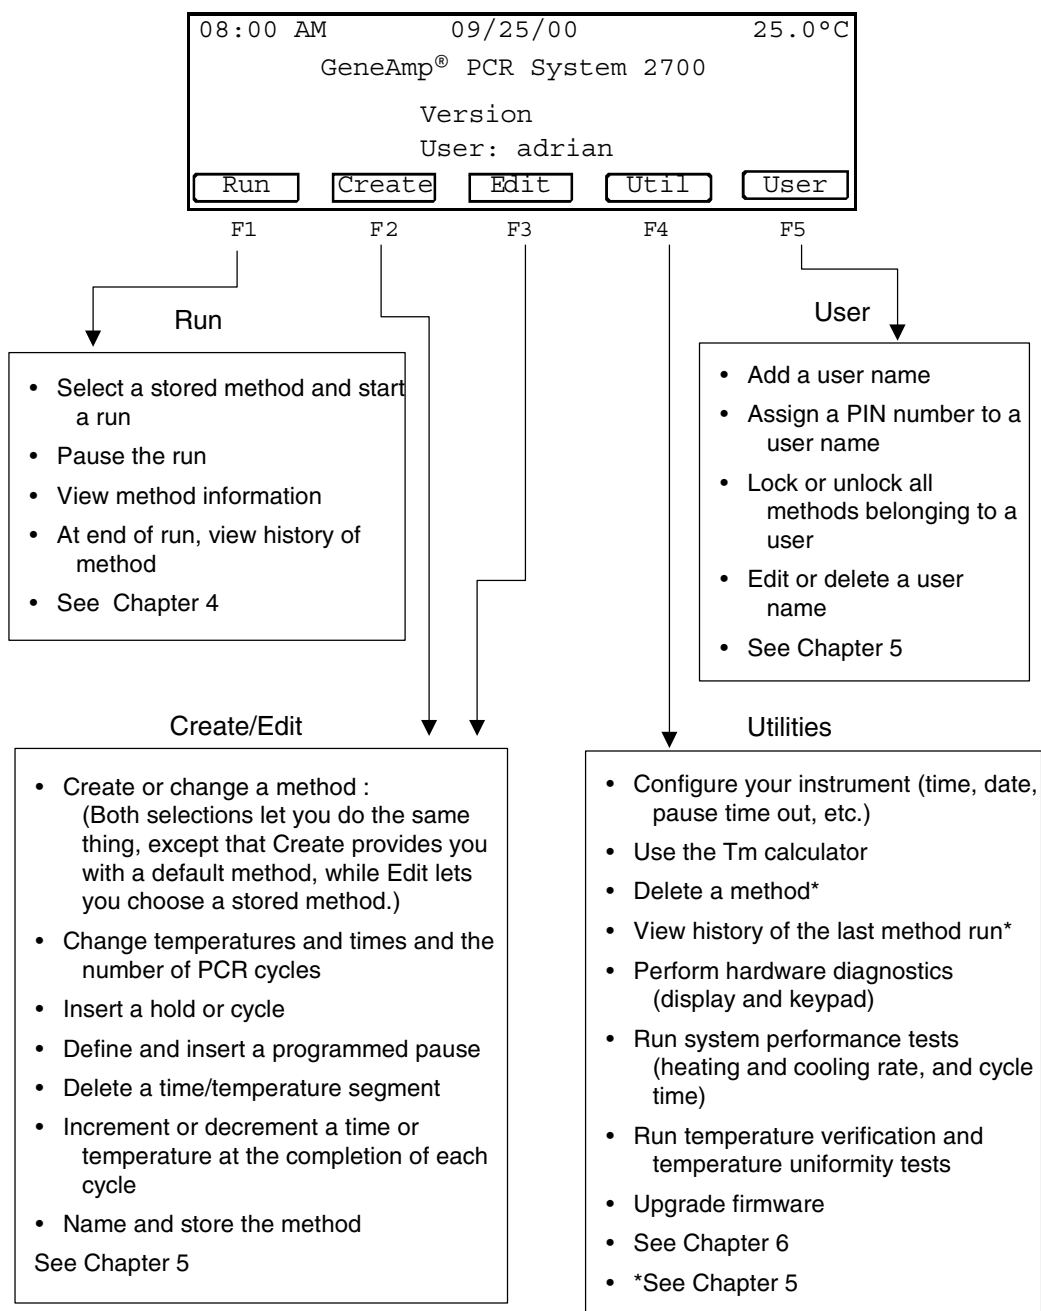 08:00 AM 09/25/00 25.0°C
GeneAmp® PCR System 2700
Version
User: adrian
Run Create Edit Util User
F1 F2 F3 F4 F5
Run
• Select a stored method and start
a run
• Pause the run
• View method information
• At end of run, view history of
method
• See Chapter 4
User
• Add a user name
• Assign a PIN number to a
user name
• Lock or unlock all
methods belonging to a
user
• Edit or delete a user
name
• See Chapter 5
Create/Edit
• Create or change a method :
(Both selections let you do the same
thing, except that Create provides you
with a default method, while Edit lets
you choose a stored method.)
• Change temperatures and times and the
number of PCR cycles
• Insert a hold or cycle
• Define and insert a programmed pause
• Delete a time/temperature segment
• Increment or decrement a time or
temperature at the completion of each
cycle
• Name and store the method
See Chapter 5
Utilities
• Configure your instrument (time, date,
pause time out, etc.)
• Use the Tm calculator
• Delete a method*
• View history of the last method run*
• Perform hardware diagnostics
(display and keypad)
• Run system performance tests
(heating and cooling rate, and cycle
time)
• Run temperature verification and
temperature uniformity tests
• Upgrade firmware
• See Chapter 6
• *See Chapter 5